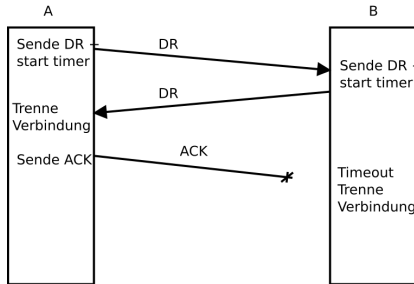 A
B
Sende DR +
start timer
DR
Sende DR -
start timer
DR
Trenne
Verbindung
ACK
Sende ACK
Timeout
Trenne
Verbindung